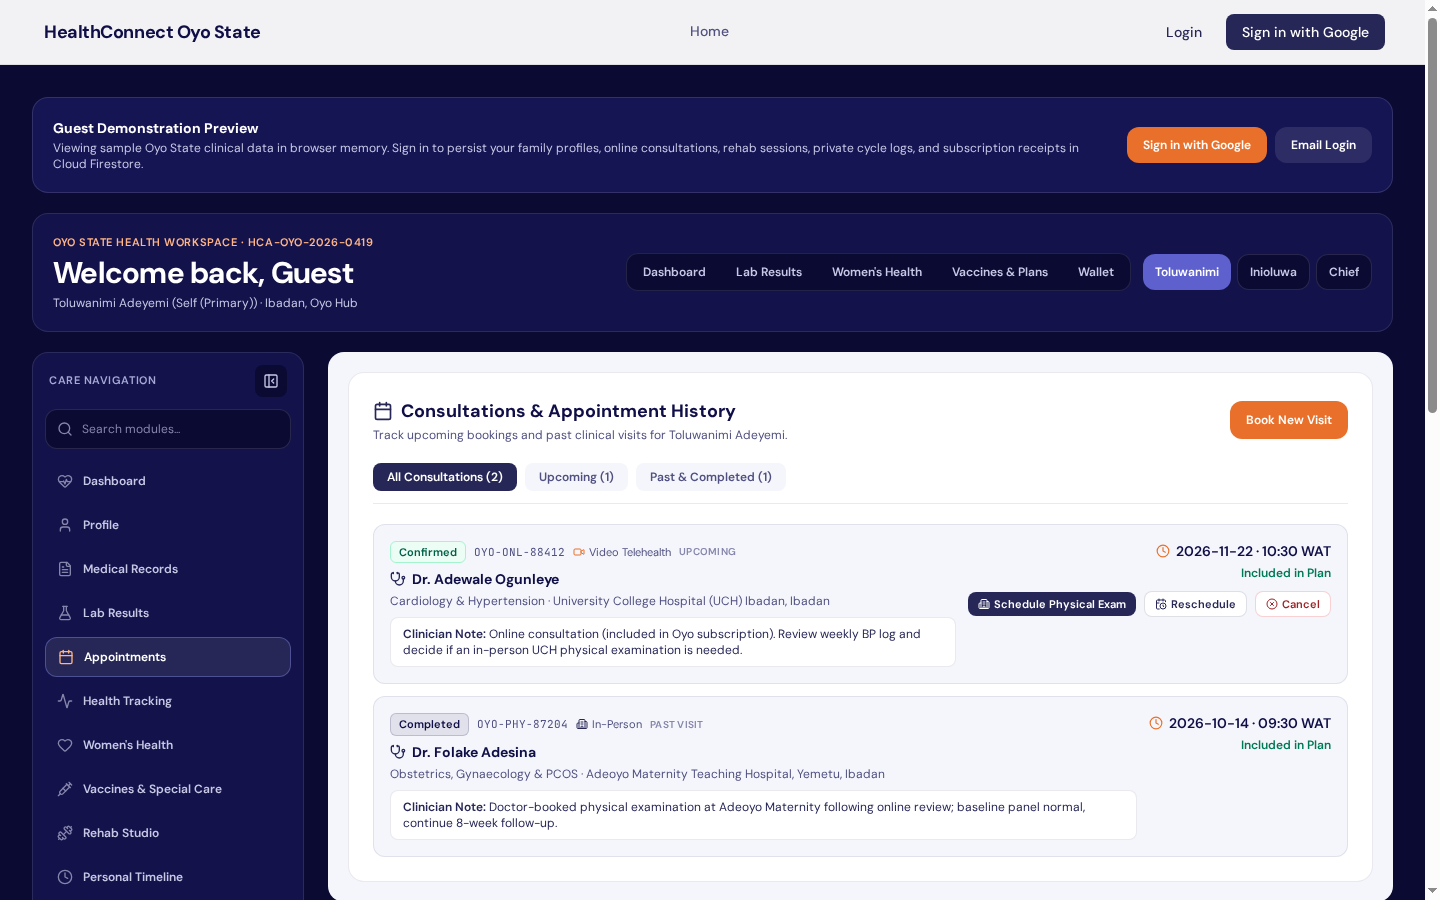 HealthConnect Oyo State
Home
Login
Sign in with Google
Guest Demonstration Preview
Viewing sample Oyo State clinical data in browser memory. Sign in to persist your family profiles, online consultations, rehab sessions, private cycle logs, and subscription receipts in
Cloud Firestore.
Sign in with Google
Email Login
OYO STATE HEALTH WORKSPACE · HCA-OYO-2026-0419
Welcome back, Guest
Toluwanimi Adeyemi (Self (Primary)) · Ibadan, Oyo Hub
Dashboard
Lab Results
Women's Health
Vaccines & Plans
Wallet
Toluwanimi
Inioluwa
Chief
CARE NAVIGATION
Search modules...
Dashboard
Profile
Medical Records
Lab Results
Appointments
Health Tracking
Women's Health
Vaccines & Special Care
Rehab Studio
Personal Timeline
Consultations & Appointment History
Track upcoming bookings and past clinical visits for Toluwanimi Adeyemi.
Book New Visit
All Consultations (2)
Upcoming (1)
Past & Completed (1)
Confirmed
OYO-ONL-88412
Video Telehealth
UPCOMING
Dr. Adewale Ogunleye
Cardiology & Hypertension · University College Hospital (UCH) Ibadan, Ibadan
Clinician Note: Online consultation (included in Oyo subscription). Review weekly BP log and
decide if an in-person UCH physical examination is needed.
2026-11-22 · 10:30 WAT
Included in Plan
Schedule Physical Exam
Reschedule
Cancel
Completed
OYO-PHY-87204
In-Person
PAST VISIT
Dr. Folake Adesina
Obstetrics, Gynaecology & PCOS · Adeoyo Maternity Teaching Hospital, Yemetu, Ibadan
Clinician Note: Doctor-booked physical examination at Adeoyo Maternity following online review; baseline panel normal,
continue 8-week follow-up.
2026-10-14 · 09:30 WAT
Included in Plan